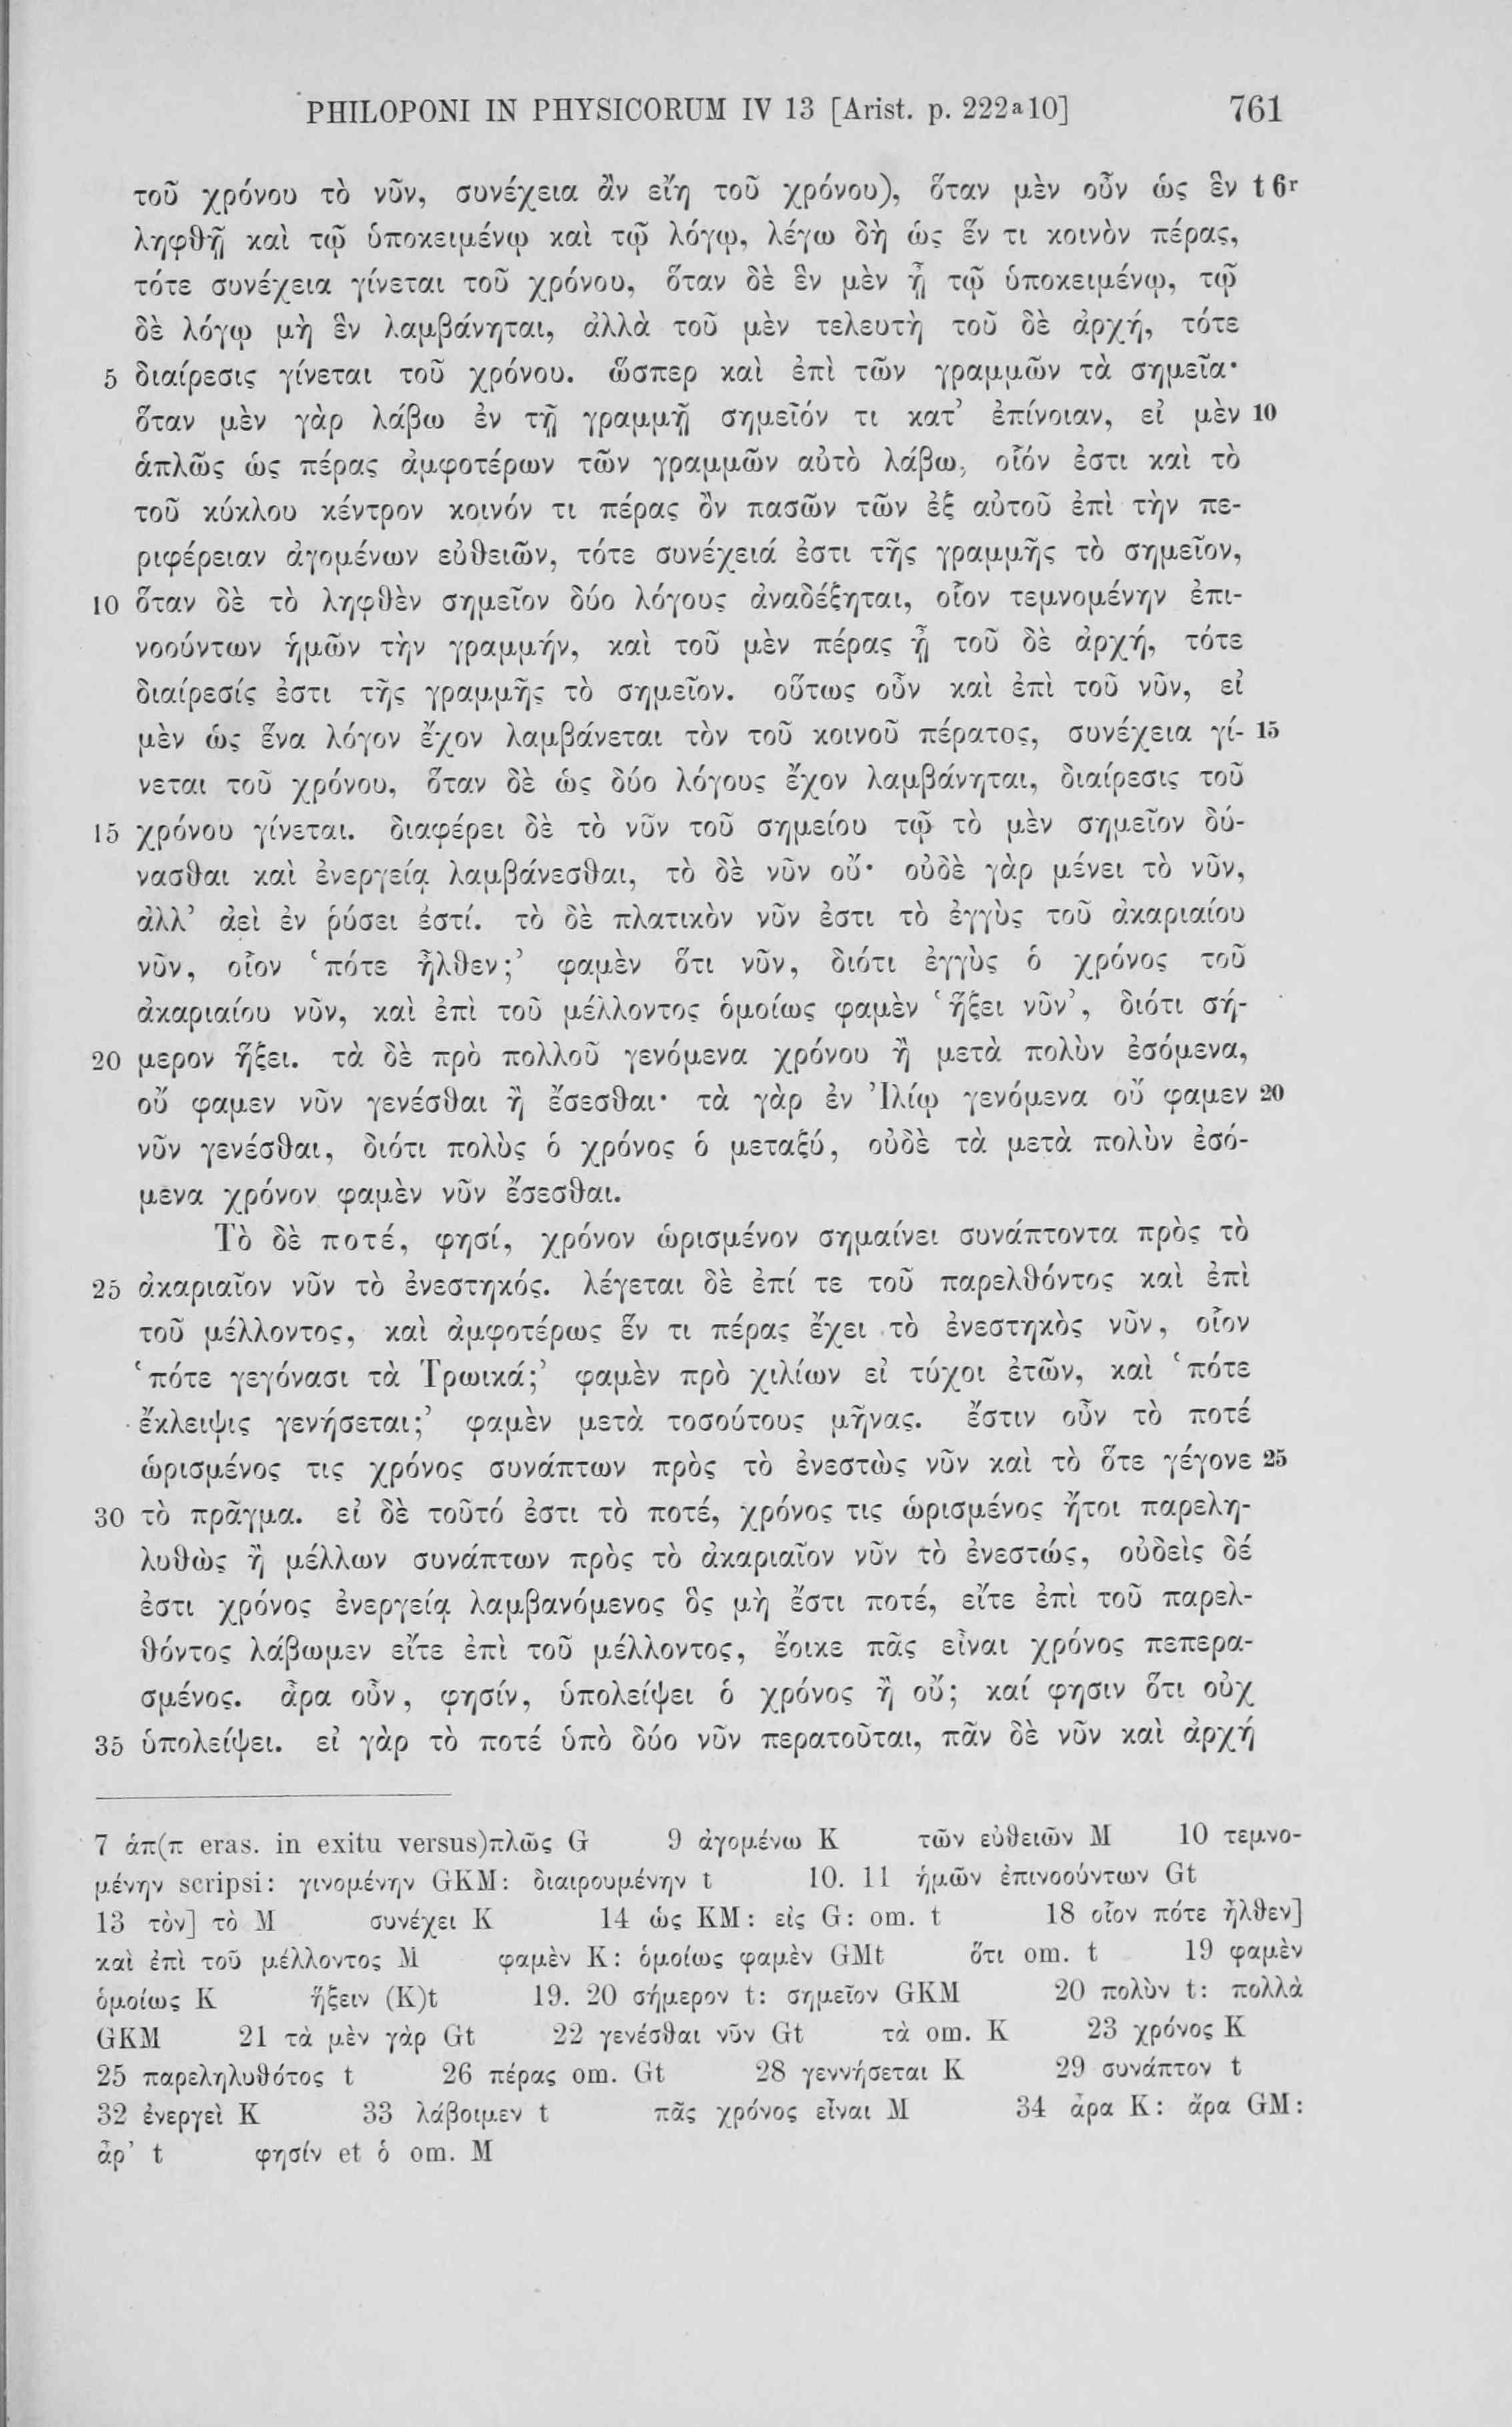 PHILOPONI IN PHYSICORUM IV 13 [Arist. p. 222a10] 761
τοῦ χρόνου τὸ νῦν, συνέχεια ἂν εἴη τοῦ χρόνου), ὅταν μὲν οὖν ὡς ἓν t 6r
ληφθῇ καὶ τῷ ὑποκειμένῳ καὶ τῷ λόγῳ, λέγω δὴ ὡς ἕν τι κοινὸν πέρας,
τότε συνέχεια γίνεται τοῦ χρόνου, ὅταν δὲ ἓν μὲν ᾖ τῷ ὑποκειμένῳ, τῷ
δὲ λόγῳ μὴ ἓν λαμβάνηται, ἀλλὰ τοῦ μὲν τελευτὴ τοῦ δὲ ἀρχή, τότε
5 διαίρεσις γίνεται τοῦ χρόνου. ὥσπερ καὶ ἐπὶ τῶν γραμμῶν τὰ σημεῖα·
ὅταν μὲν γὰρ λάβω ἐν τῇ γραμμῇ σημεῖόν τι κατ’ ἐπίνοιαν, εἰ μὲν 10
ἁπλῶς ὡς πέρας ἀμφοτέρων τῶν γραμμῶν αὐτὸ λάβω, οἷόν ἐστι καὶ τὸ
τοῦ κύκλου κέντρον κοινόν τι πέρας ὂν πασῶν τῶν ἐξ αὐτοῦ ἐπὶ τὴν πε-
ριφέρειαν ἀγομένων εὐθειῶν, τότε συνέχειά ἐστι τῆς γραμμῆς τὸ σημεῖον,
10 ὅταν δὲ τὸ ληφθὲν σημεῖον δύο λόγους ἀναδέξηται, οἷον τεμνομένην ἐπι-
νοούντων ἡμῶν τὴν γραμμήν, καὶ τοῦ μὲν πέρας ᾖ τοῦ δὲ ἀρχή, τότε
διαίρεσίς ἐστι τῆς γραμμῆς τὸ σημεῖον. οὕτως οὖν καὶ ἐπὶ τοῦ νῦν, εἰ
μὲν ὡς ἕνα λόγον ἔχον λαμβάνεται τὸν τοῦ κοινοῦ πέρατος, συνέχεια γί- 15
νεται τοῦ χρόνου, ὅταν δὲ ὡς δύο λόγους ἔχον λαμβάνηται, διαίρεσις τοῦ
15 χρόνου γίνεται. διαφέρει δὲ τὸ νῦν τοῦ σημείου τῷ τὸ μὲν σημεῖον δύ-
νασθαι καὶ ἐνεργείᾳ λαμβάνεσθαι, τὸ δὲ νῦν οὔ· οὐδὲ γὰρ μένει τὸ νῦν,
ἀλλ’ ἀεὶ ἐν ῥύσει ἐστί. τὸ δὲ πλατικὸν νῦν ἐστι τὸ ἐγγὺς τοῦ ἀκαριαίου
νῦν, οἷον ‘πότε ἦλθεν;’ φαμὲν ὅτι νῦν, διότι ἐγγὺς ὁ χρόνος τοῦ
ἀκαριαίου νῦν, καὶ ἐπὶ τοῦ μέλλοντος ὁμοίως φαμὲν ‘ἥξει νῦν’, διότι σή-
20 μερον ἥξει. τὰ δὲ πρὸ πολλοῦ γενόμενα χρόνου ἢ μετὰ πολὺν ἐσόμενα,
οὔ φαμεν νῦν γενέσθαι ἢ ἔσεσθαι· τὰ γὰρ ἐν Ἰλίῳ γενόμενα οὔ φαμεν 20
νῦν γενέσθαι, διότι πολὺς ὁ χρόνος ὁ μεταξύ, οὐδὲ τὰ μετὰ πολὺν ἐσό-
μενα χρόνον φαμὲν νῦν ἔσεσθαι.
Τὸ δὲ ποτέ, φησί, χρόνον ὡρισμένον σημαίνει συνάπτοντα πρὸς τὸ
25 ἀκαριαῖον νῦν τὸ ἐνεστηκός. λέγεται δὲ ἐπί τε τοῦ παρελθόντος καὶ ἐπὶ
τοῦ μέλλοντος, καὶ ἀμφοτέρως ἕν τι πέρας ἔχει τὸ ἐνεστηκὸς νῦν, οἷον
‘πότε γεγόνασι τὰ Τρωικά;’ φαμὲν πρὸ χιλίων εἰ τύχοι ἐτῶν, καὶ ‘πότε
ἔκλειψις γενήσεται;’ φαμὲν μετὰ τοσούτους μῆνας. ἔστιν οὖν τὸ ποτέ
ὡρισμένος τις χρόνος συνάπτων πρὸς τὸ ἐνεστὼς νῦν καὶ τὸ ὅτε γέγονε 25
30 τὸ πρᾶγμα. εἰ δὲ τοῦτό ἐστι τὸ ποτέ, χρόνος τις ὡρισμένος ἤτοι παρελη-
λυθὼς ἢ μέλλων συνάπτων πρὸς τὸ ἀκαριαῖον νῦν τὸ ἐνεστώς, οὐδεὶς δέ
ἐστι χρόνος ἐνεργείᾳ λαμβανόμενος ὃς μὴ ἔστι ποτέ, εἴτε ἐπὶ τοῦ παρελ-
θόντος λάβωμεν εἴτε ἐπὶ τοῦ μέλλοντος, ἔοικε πᾶς εἶναι χρόνος πεπερα-
σμένος. ἆρα οὖν, φησίν, ὑπολείψει ὁ χρόνος ἢ οὔ; καί φησιν ὅτι οὐχ
35 ὑπολείψει. εἰ γὰρ τὸ ποτέ ὑπὸ δύο νῦν περατοῦται, πᾶν δὲ νῦν καὶ ἀρχή
7 ἁπ(π eras. in exitu versus)πλῶς G 9 ἀγομένω K τῶν εὐθειῶν M 10 τεμνο-
μένην scripsi: γινομένην GKM: διαιρουμένην t 10. 11 ἡμῶν ἐπινοούντων Gt
13 τὸν] τὸ M συνέχει K 14 ὡς KM: εἰς G: om. t 18 οἷον πότε ἦλθεν]
καὶ ἐπὶ τοῦ μέλλοντος M φαμὲν K: ὁμοίως φαμὲν GMt ὅτι om. t 19 φαμὲν
ὁμοίως K ἥξειν (K)t 19. 20 σήμερον t: σημεῖον GKM 20 πολὺν t: πολλὰ
GKM 21 τὰ μὲν γὰρ Gt 22 γενέσθαι νῦν Gt τὰ om. K 23 χρόνος K
25 παρεληλυθότος t 26 πέρας om. Gt 28 γεννήσεται K 29 συνάπτον t
32 ἐνεργεὶ K 33 λάβοιμεν t πᾶς χρόνος εἶναι M 34 ἆρα K: ἄρα GM:
ἆρ’ t φησίν et ὁ om. M